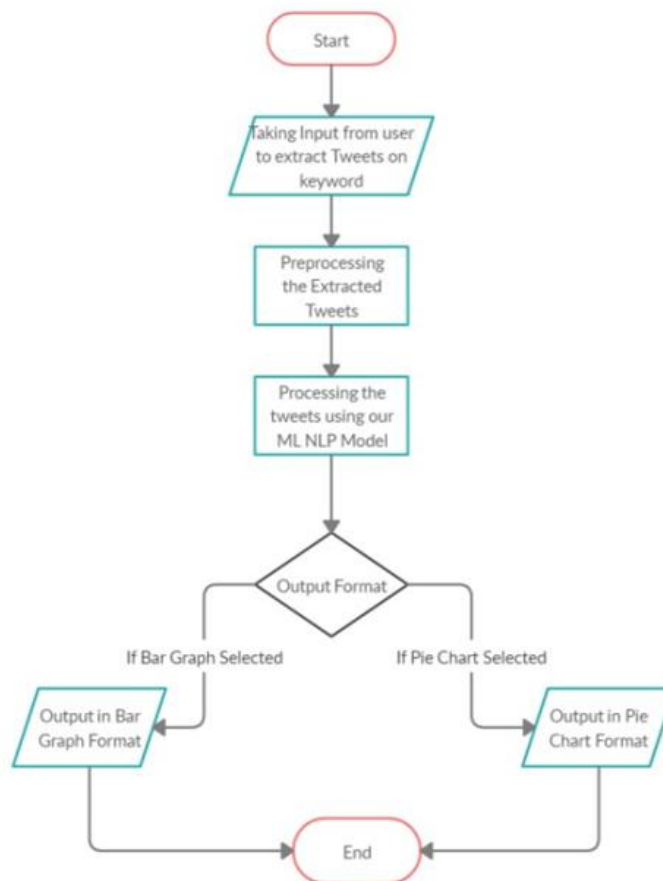 Start
Taking Input from user
to extract Tweets on
keyword
Preprocessing
the Extracted
Tweets
Processing the
tweets using our
ML NLP Model
Output Format
If Bar Graph Selected
If Pie Chart Selected
Output in Bar
Graph Format
Output in Pie
Chart Format
End